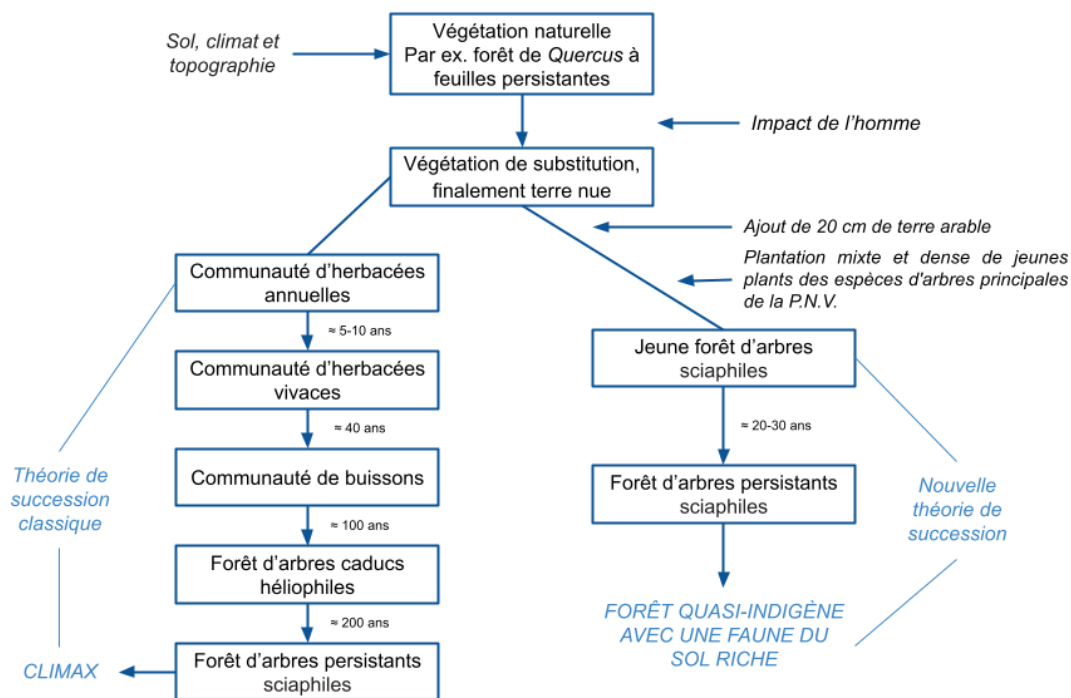 Végétation naturelle
Par ex. forêt de Quercus à
feuilles persistantes
Sol, climat et
topographie
Impact de l'homme
Végétation de substitution,
finalement terre nue
Ajout de 20 cm de terre arable
Plantation mixte et dense de jeunes
plants des espèces d'arbres principales
de la P.N.V.
Communauté d'herbacées
annuelles
≈ 5-10 ans
Communauté d'herbacées
vivaces
≈ 40 ans
Communauté de buissons
≈ 100 ans
Forêt d'arbres caducs
héliophiles
≈ 200 ans
Forêt d'arbres persistants
sciaphiles
Théorie de
succession
classique
CLIMAX
Jeune forêt d'arbres
sciaphiles
≈ 20-30 ans
Forêt d'arbres persistants
sciaphiles
Nouvelle
théorie de
succession
FORÊT QUASI-INDIGÈNE
AVEC UNE FAUNE DU
SOL RICHE